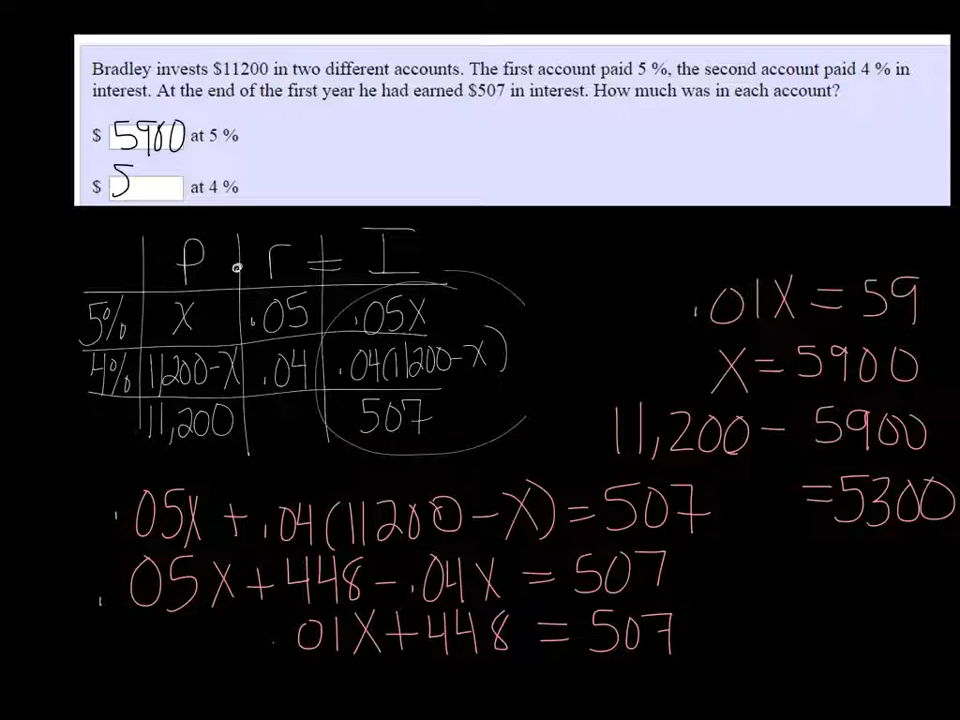 Bradley invests $11200 in two different accounts. The first account paid 5 %, the second account paid 4 % in
interest. At the end of the first year he had earned $507 in interest. How much was in each account?
$ 5900 at 5 %
$ 5 at 4 %
P · r = I
5% x .05 .05x
4% 11200-x .04 .04(11200-x)
11,200 507
.05x + .04(11200-x) = 507
.05x + 448 - .04x = 507
.01x + 448 = 507
.01x = 59
x = 5900
11,200 - 5900
= 5300